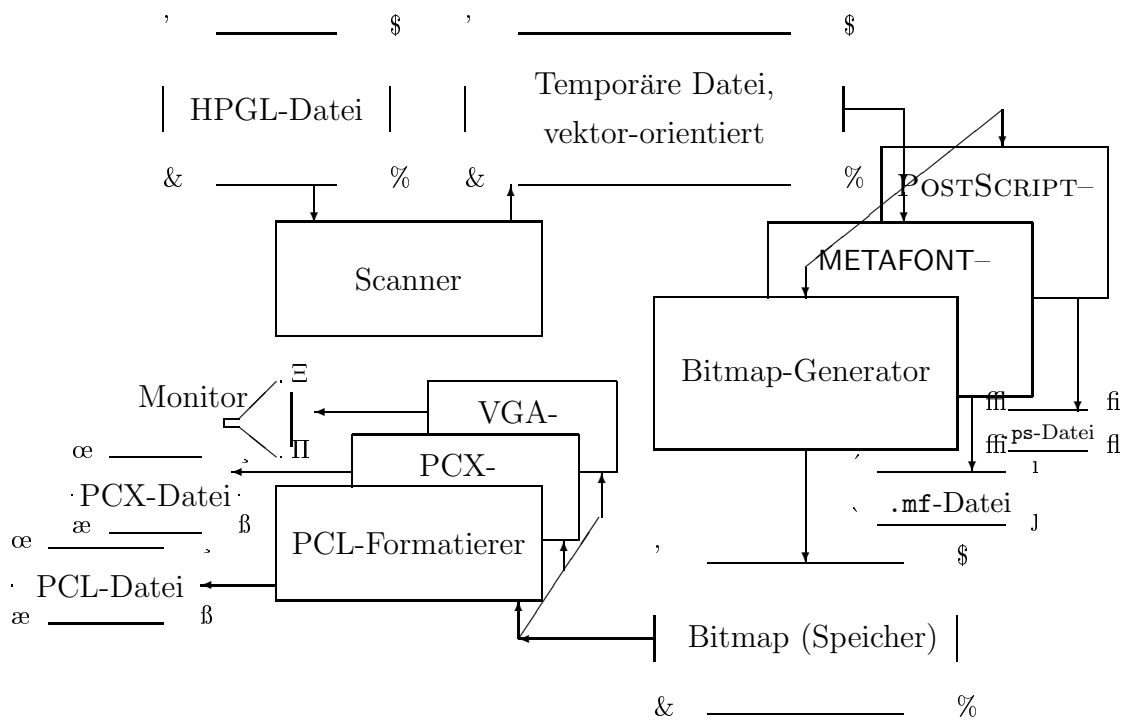 HPGL-Datei
Temporäre Datei,
vektor-orientiert
POSTSCRIPT–
METAFONT–
Scanner
Bitmap-Generator
Monitor
VGA-
.ps-Datei
PCX-
PCX-Datei
.mf-Datei
PCL-Formatierer
PCL-Datei
Bitmap (Speicher)